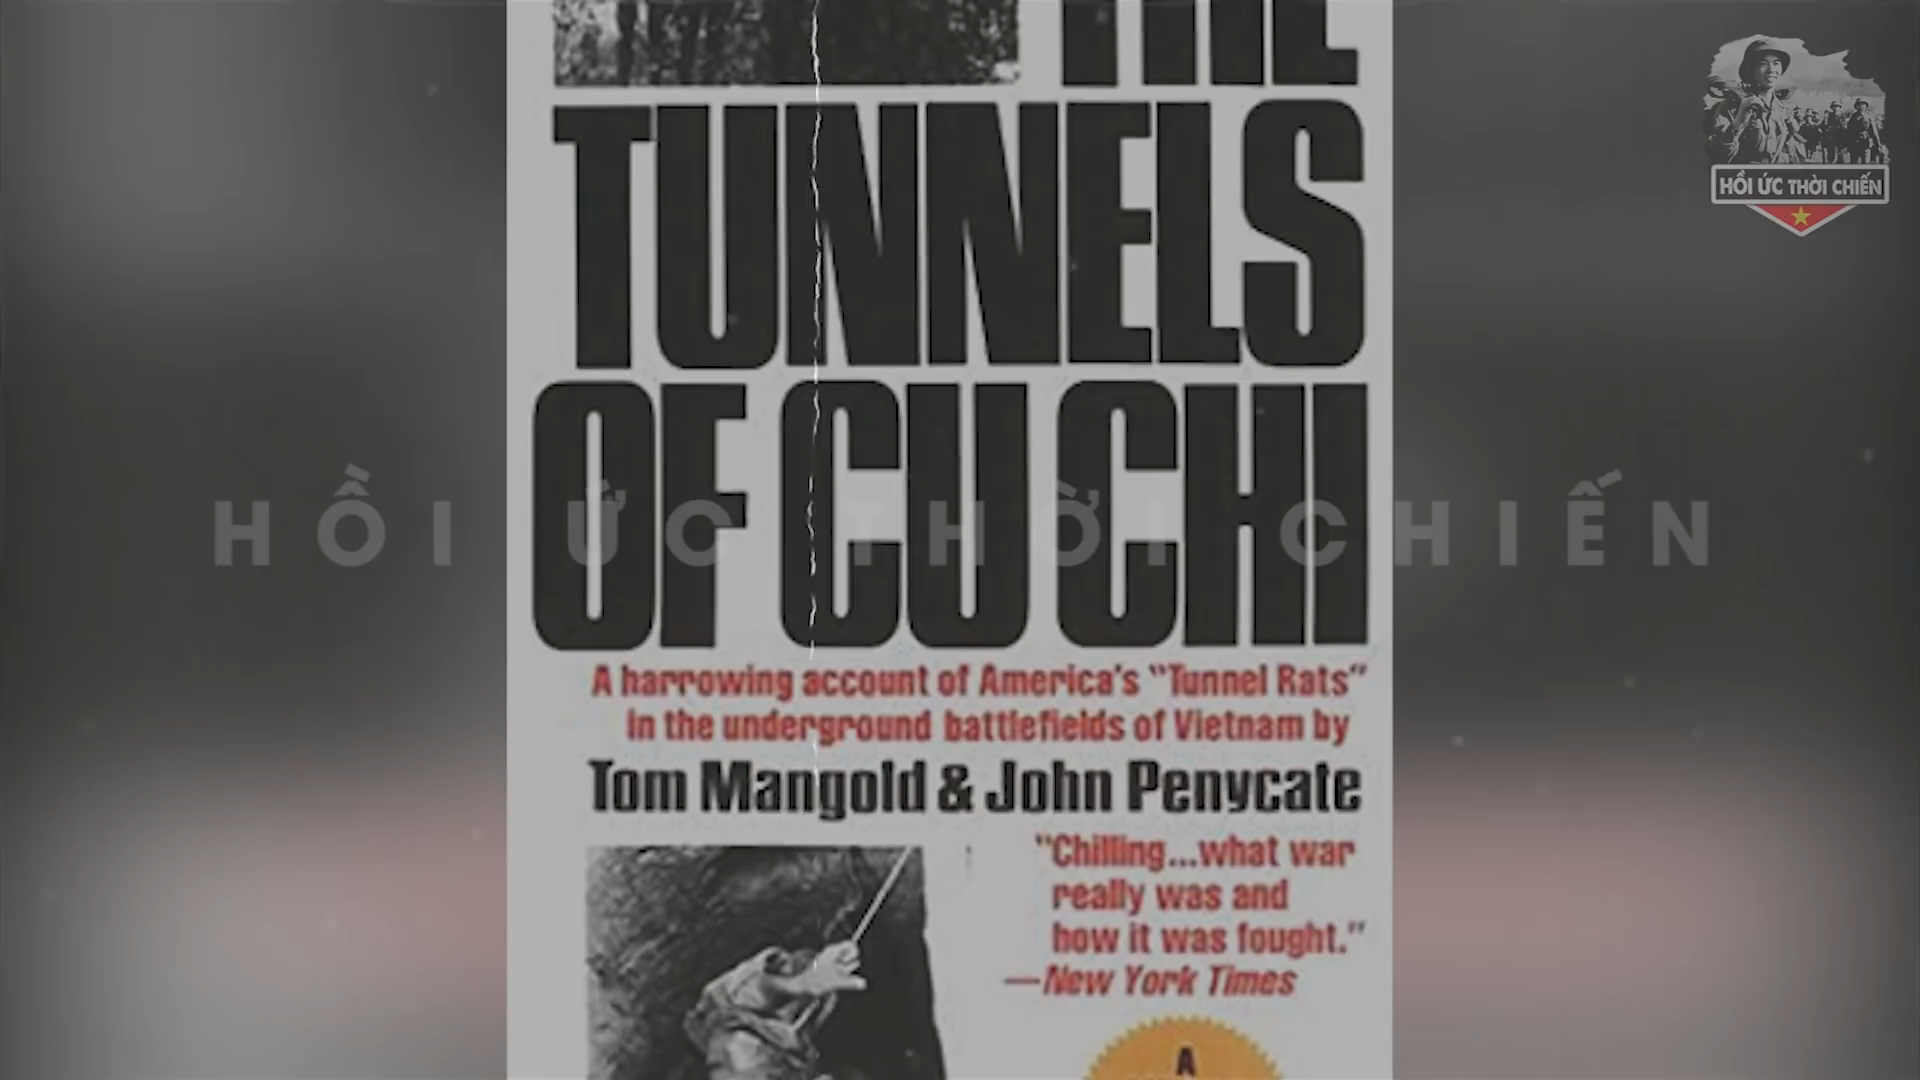 THE
TUNNELS
OF CU CHI
A harrowing account of America's "Tunnel Rats"
in the underground battlefields of Vietnam by
Tom Mangold & John Penycate
"Chilling...what war
really was and
how it was fought."
—New York Times
A
HỒI ỨC THỜI CHIẾN
HỒI ỨC THỜI CHIẾN